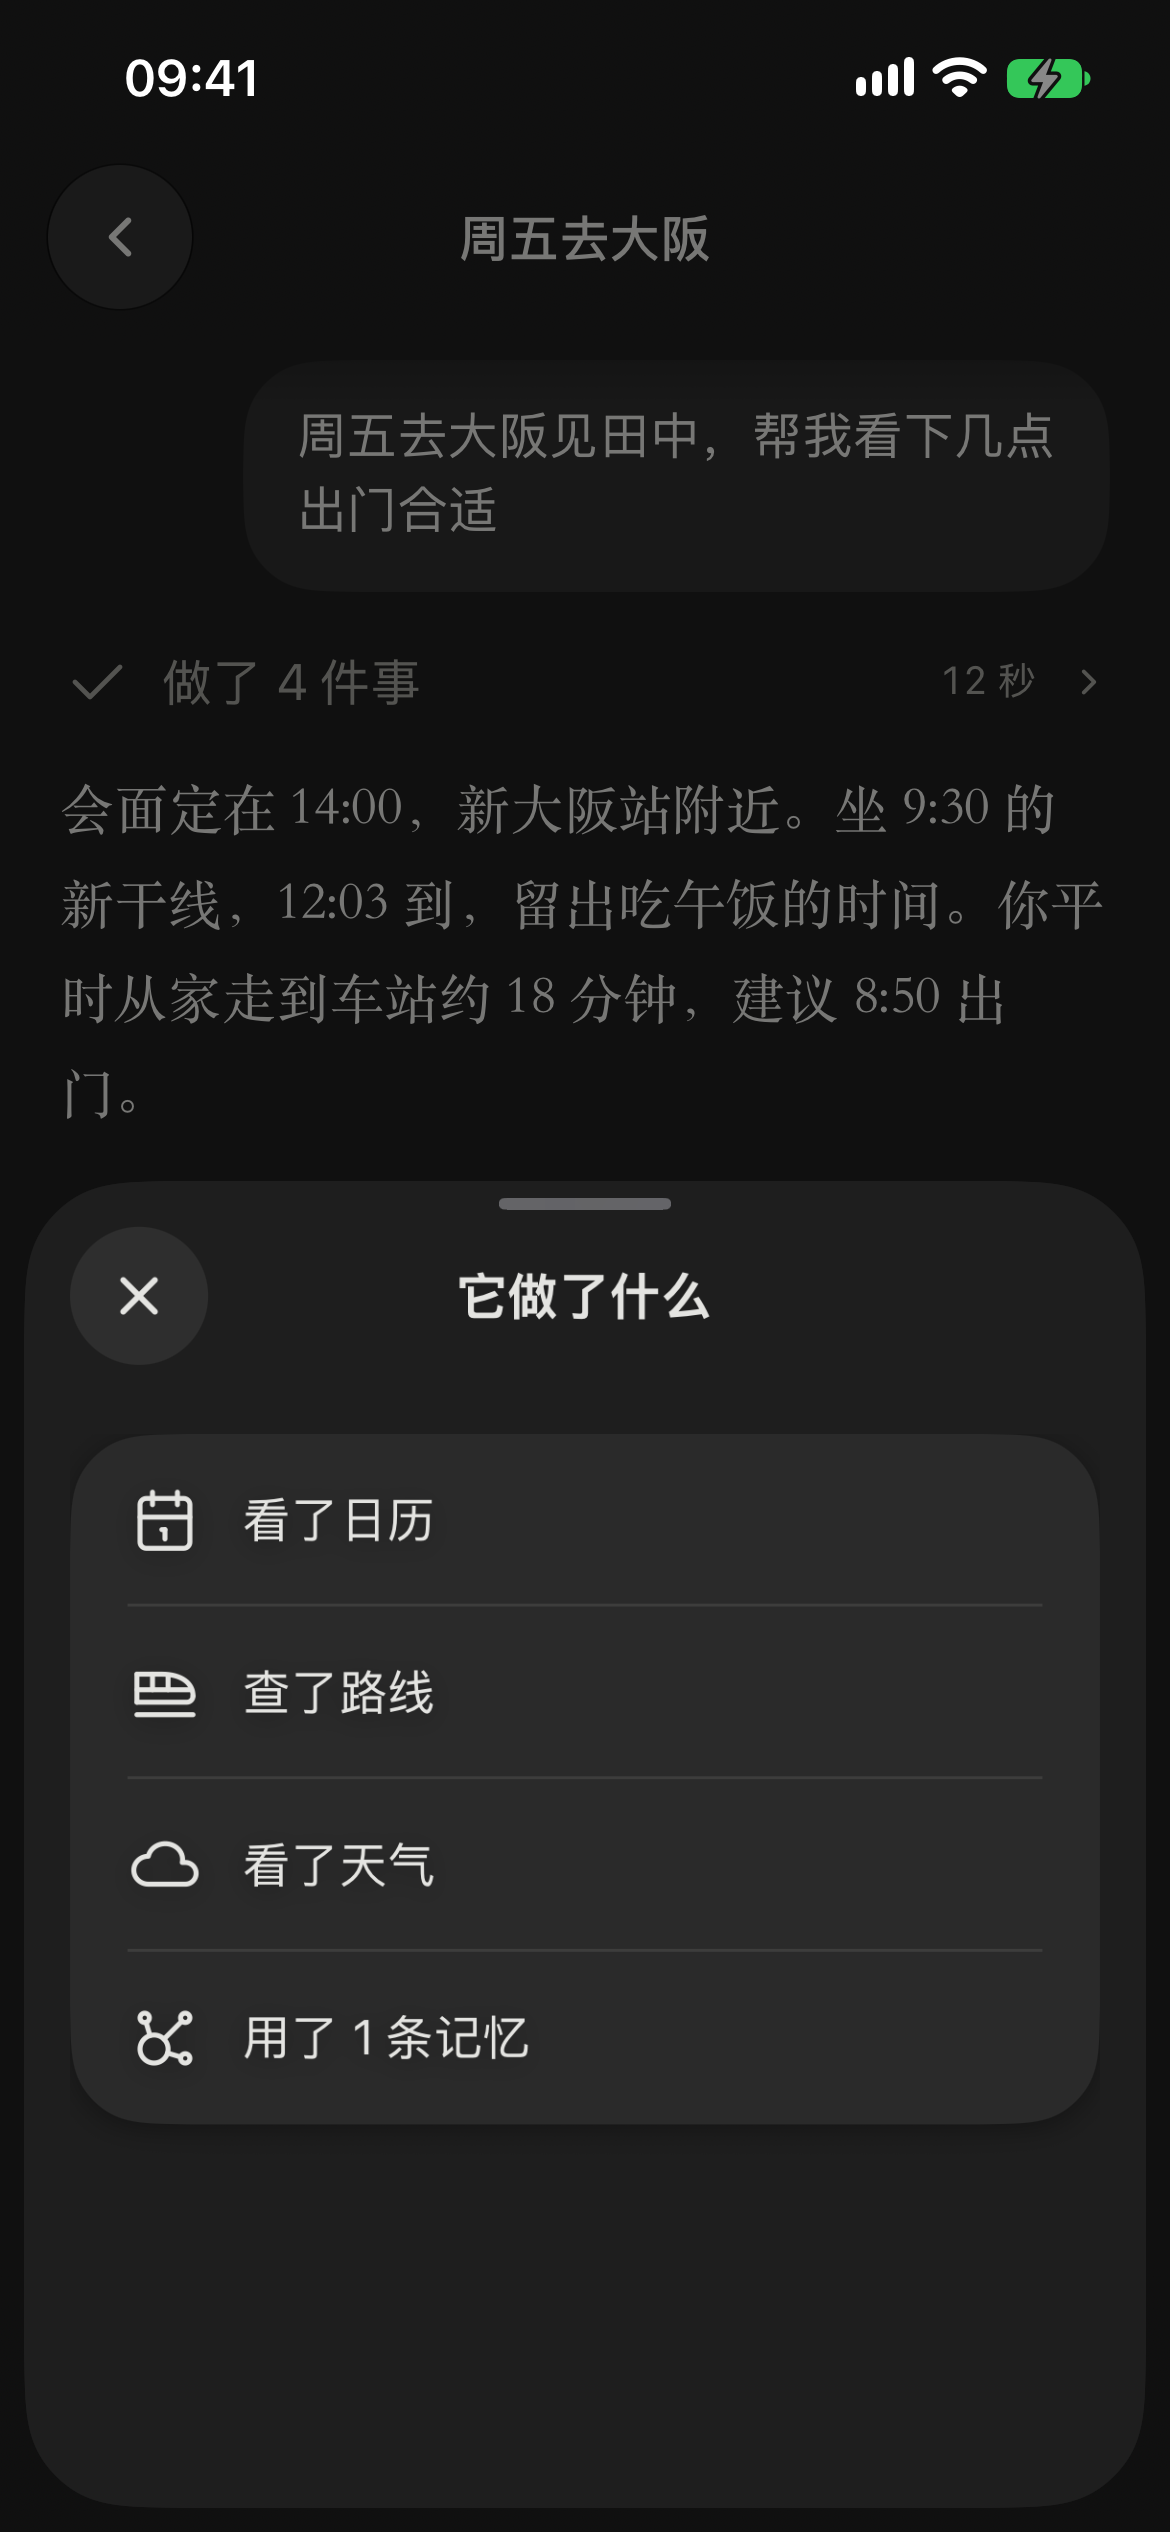 09:41
周五去大阪
周五去大阪见田中，帮我看下几点
出门合适
做了 4 件事
12 秒
会面定在 14:00，新大阪站附近。坐 9:30 的
新干线，12:03 到，留出吃午饭的时间。你平
时从家走到车站约 18 分钟，建议 8:50 出
门。
它做了什么
看了日历
查了路线
看了天气
用了 1 条记忆